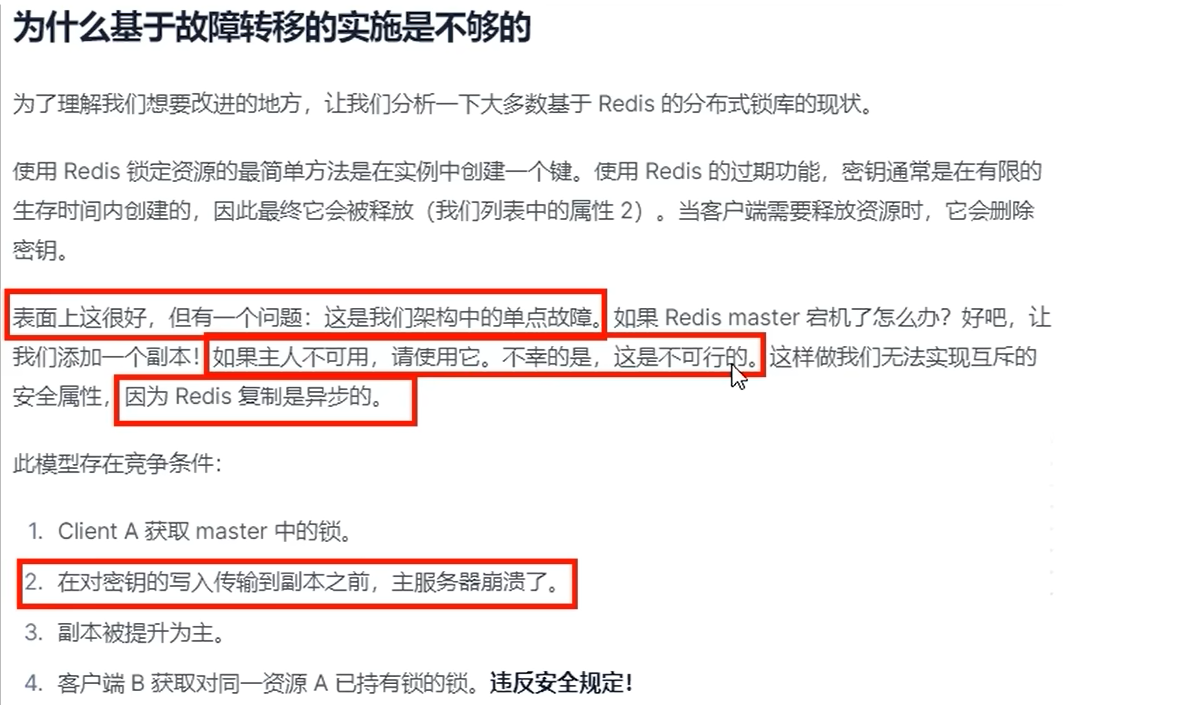 为什么基于故障转移的实施是不够的
为了理解我们想要改进的地方，让我们分析一下大多数基于 Redis 的分布式锁库的现状。
使用 Redis 锁定资源的最简单方法是在实例中创建一个键。使用 Redis 的过期功能，密钥通常是在有限的
生存时间内创建的，因此最终它会被释放（我们列表中的属性 2）。当客户端需要释放资源时，它会删除
密钥。
表面上这很好，但有一个问题：这是我们架构中的单点故障。如果 Redis master 宕机了怎么办？好吧，让
我们添加一个副本！如果主人不可用，请使用它。不幸的是，这是不可行的。这样做我们无法实现互斥的
安全属性，因为 Redis 复制是异步的。
此模型存在竞争条件：
1. Client A 获取 master 中的锁。
2. 在对密钥的写入传输到副本之前，主服务器崩溃了。
3. 副本被提升为主。
4. 客户端 B 获取对同一资源 A 已持有锁的锁。违反安全规定！